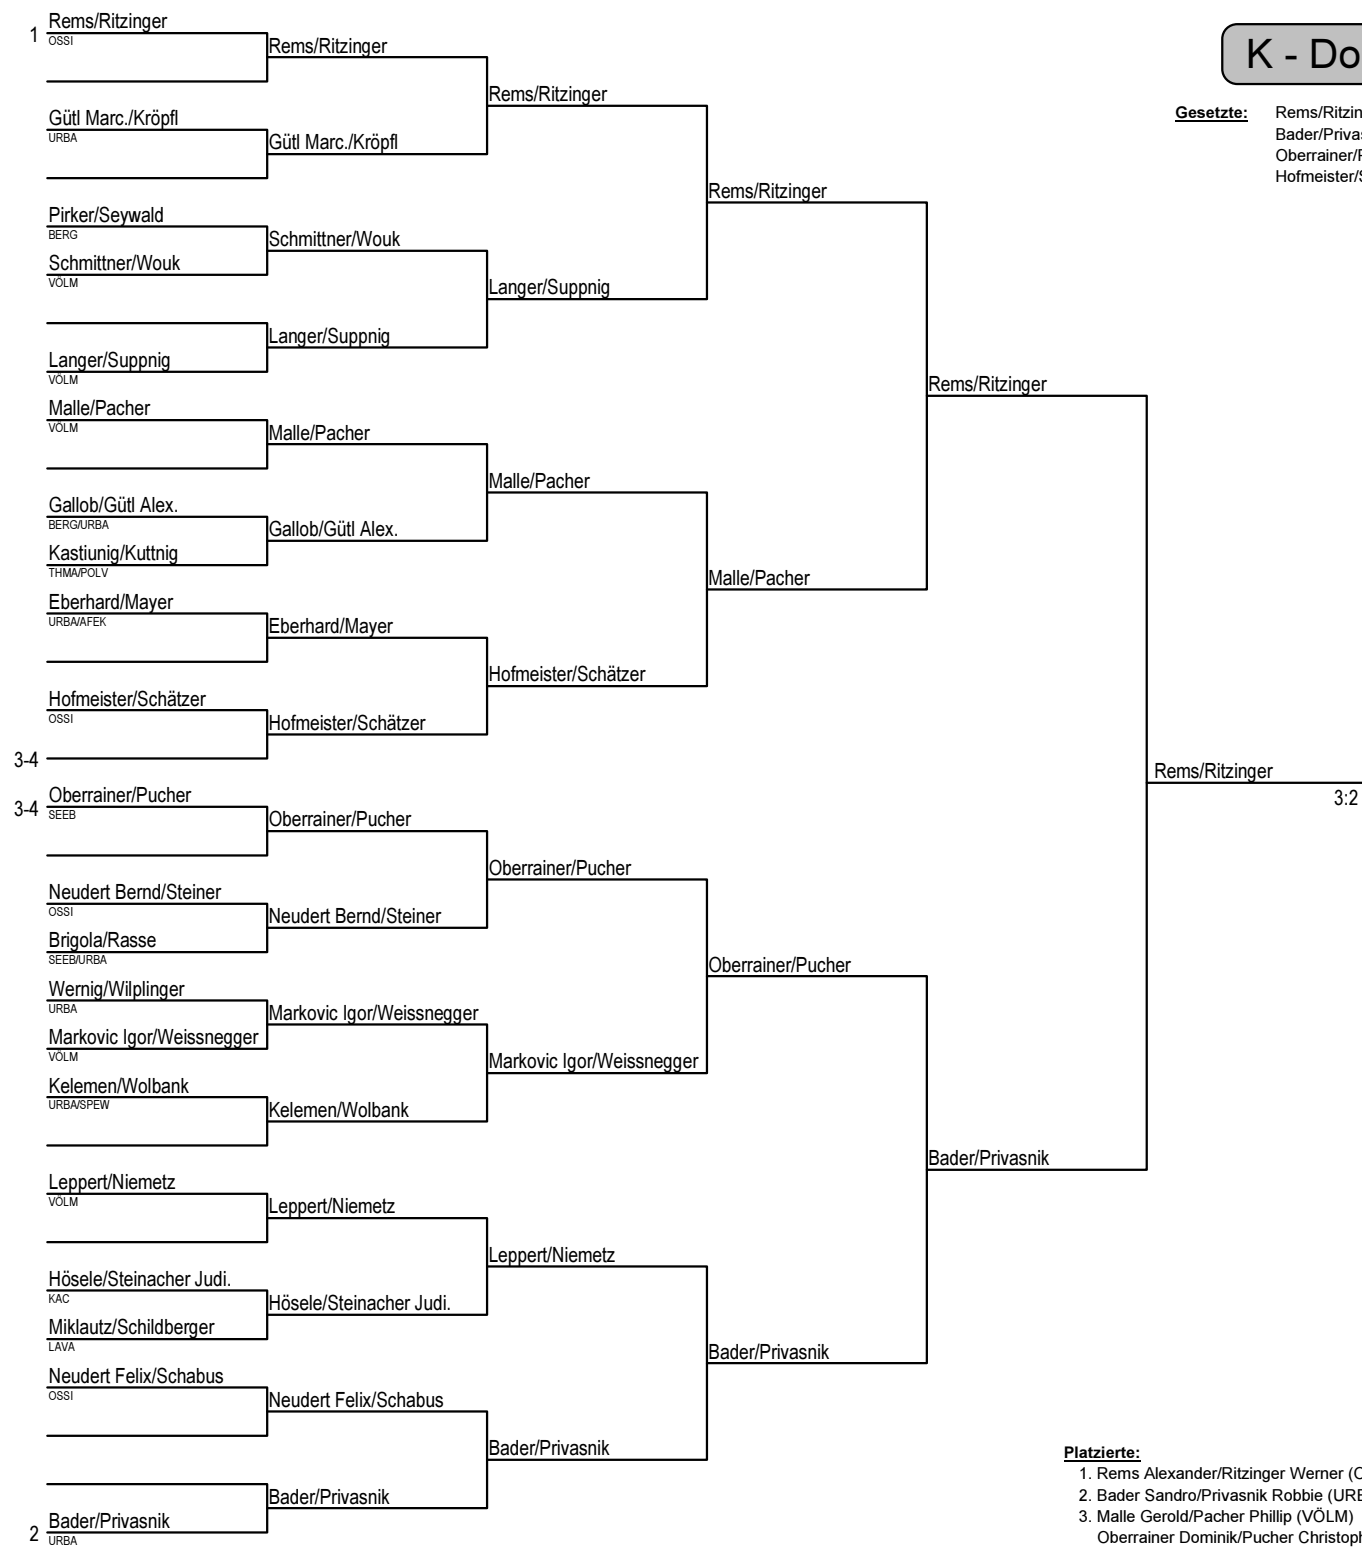 K - Do
Gesetzte: Rems/Ritzin
Bader/Privas
Oberrainer/P
Hofmeister/S
1 Rems/Ritzinger
OSSI
Gütl Marc./Kröpfl
URBA
Pirker/Seywald
BERG
Schmittner/Wouk
VÖLM
Langer/Suppnig
VÖLM
Malle/Pacher
VÖLM
Gallob/Gütl Alex.
BERG/URBA
Kastiunig/Kuttnig
THMA/POLV
Eberhard/Mayer
URBA/AFEK
Hofmeister/Schätzer
OSSI
3-4
3-4 Oberrainer/Pucher
SEEB
Neudert Bernd/Steiner
OSSI
Brigola/Rasse
SEEB/URBA
Wernig/Wilplinger
URBA
Markovic Igor/Weissnegger
VÖLM
Kelemen/Wolbank
URBA/SPEW
Leppert/Niemetz
VÖLM
Hösele/Steinacher Judi.
KAC
Miklautz/Schildberger
LAVA
Neudert Felix/Schabus
OSSI
2 Bader/Privasnik
URBA
Rems/Ritzinger
Gütl Marc./Kröpfl
Schmittner/Wouk
Langer/Suppnig
Malle/Pacher
Gallob/Gütl Alex.
Eberhard/Mayer
Hofmeister/Schätzer
Oberrainer/Pucher
Neudert Bernd/Steiner
Markovic Igor/Weissnegger
Kelemen/Wolbank
Leppert/Niemetz
Hösele/Steinacher Judi.
Neudert Felix/Schabus
Bader/Privasnik
Rems/Ritzinger
Langer/Suppnig
Malle/Pacher
Hofmeister/Schätzer
Oberrainer/Pucher
Markovic Igor/Weissnegger
Leppert/Niemetz
Bader/Privasnik
Rems/Ritzinger
Malle/Pacher
Oberrainer/Pucher
Bader/Privasnik
Rems/Ritzinger
Bader/Privasnik
Rems/Ritzinger
3:2
Platzierte:
1. Rems Alexander/Ritzinger Werner (O
2. Bader Sandro/Privasnik Robbie (URB
3. Malle Gerold/Pacher Phillip (VÖLM)
Oberrainer Dominik/Pucher Christoph